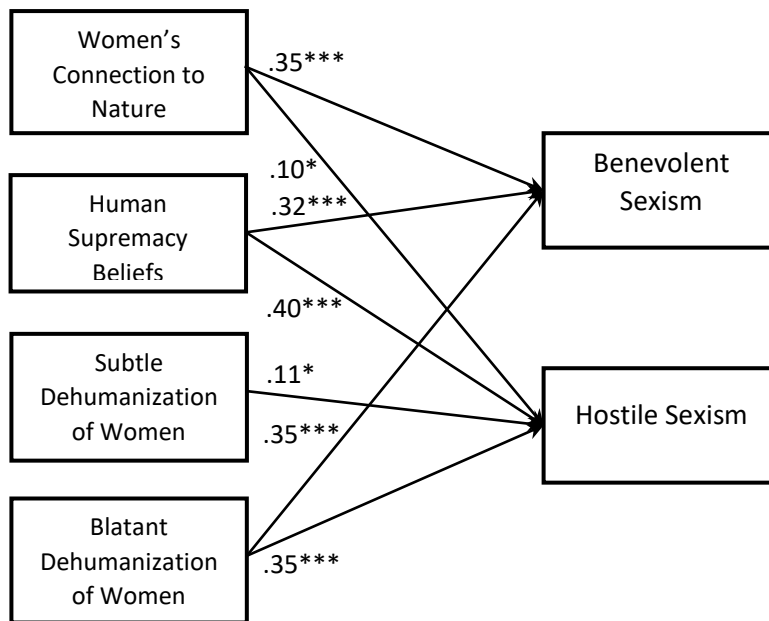 Women's
Connection to
Nature
.35***
.10*
Human
Supremacy
Beliefs
.32***
.40***
Subtle
Dehumanization
of Women
.11*
.35***
Blatant
Dehumanization
of Women
.35***
Benevolent
Sexism
Hostile Sexism